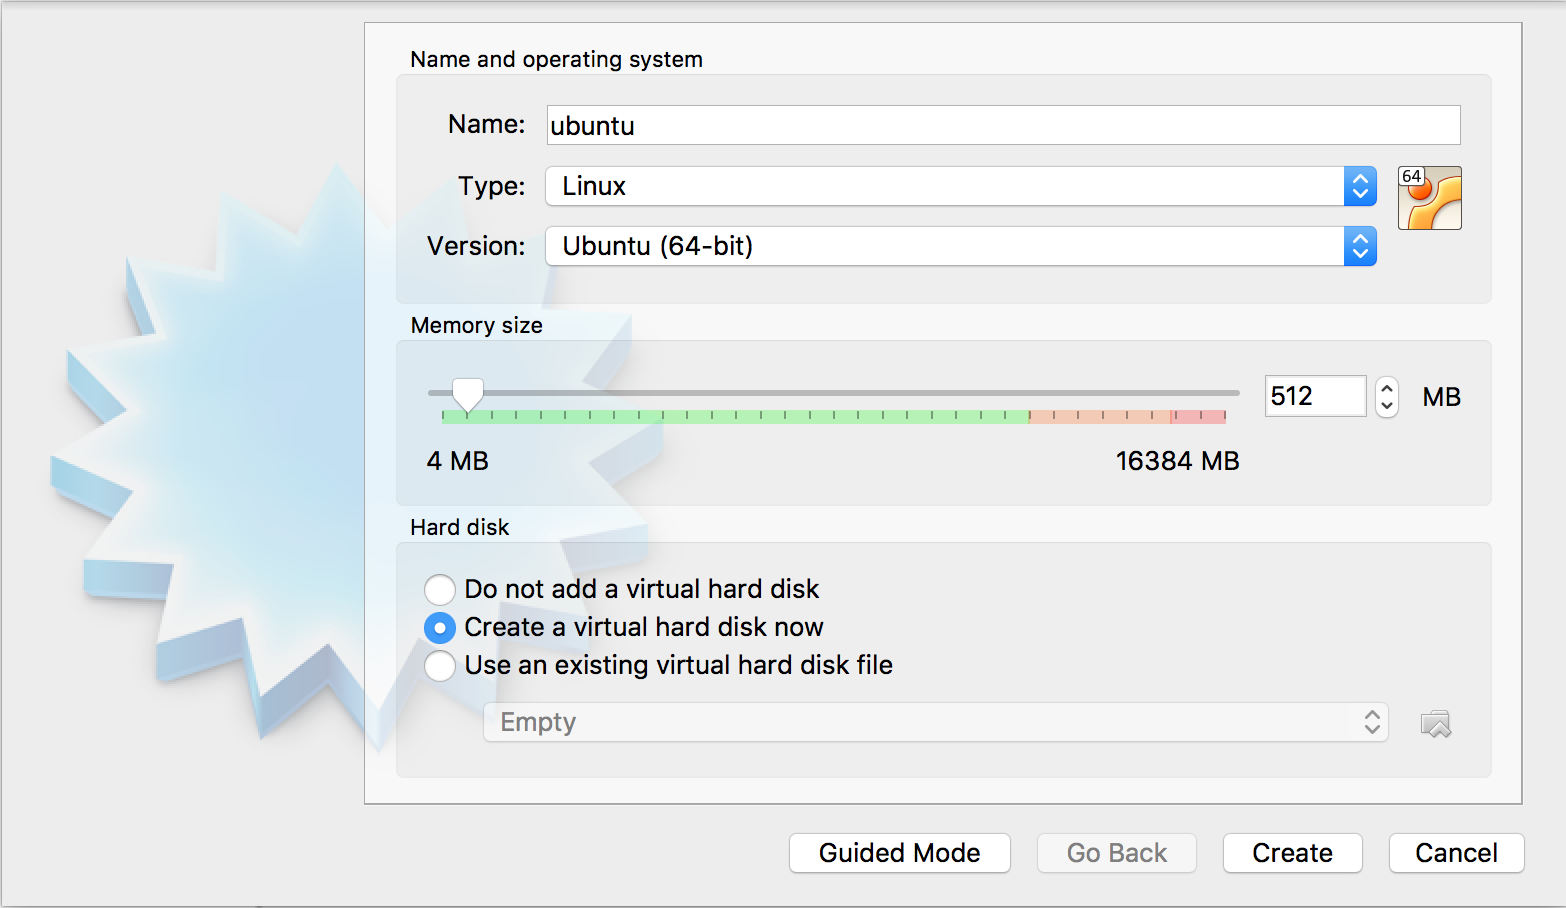 Name and operating system
Name: ubuntu
Type: Linux
64
Version: Ubuntu (64-bit)
Memory size
512 MB
4 MB 16384 MB
Hard disk
Do not add a virtual hard disk
Create a virtual hard disk now
Use an existing virtual hard disk file
Empty
Guided Mode Go Back Create Cancel